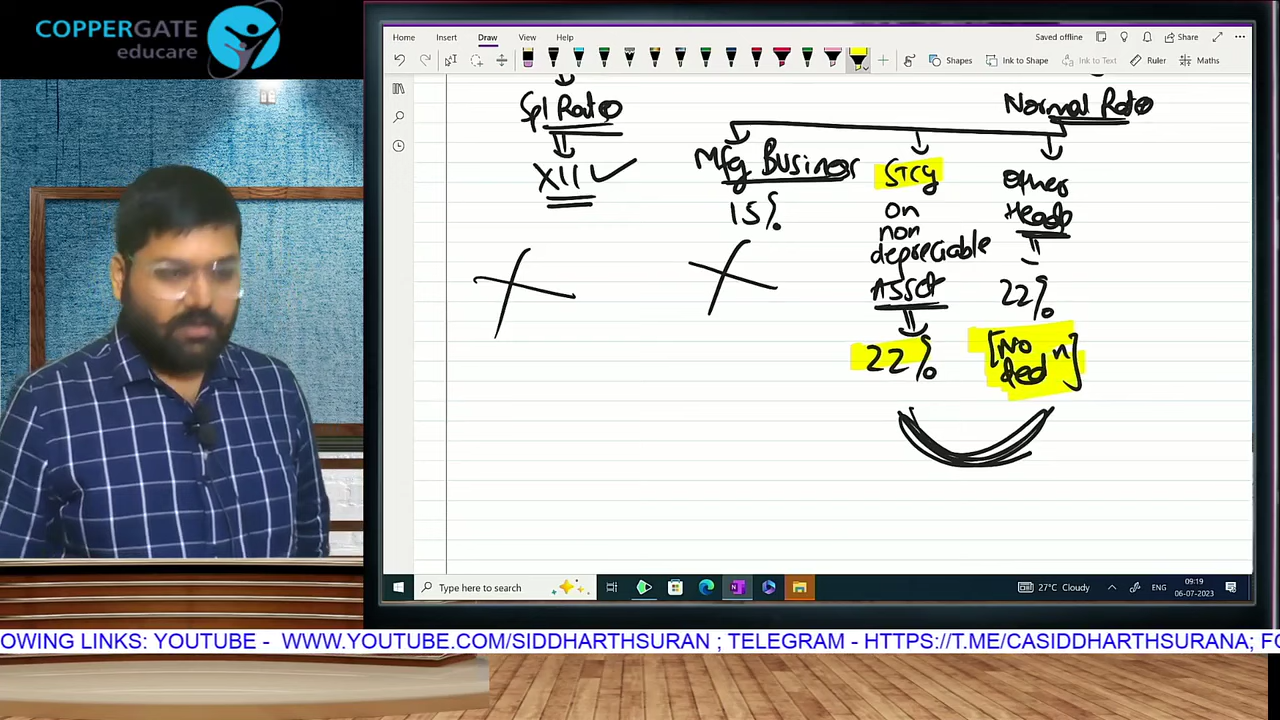 COPPERGATE
educare
Home Insert Draw View Help
Saved offline
Share
Shapes
Ink to Shape
Ink to Text
Ruler
Maths
Spl Rate
XII
Normal Rate
Mfg Business
15%
STCG
on
non
depreciable
Asset
22%
Other
Heads
22%
[No
dedn]
Type here to search
27°C Cloudy
ENG
09:19
06-07-2023
OWING LINKS: YOUTUBE - WWW.YOUTUBE.COM/SIDDHARTHSURAN ; TELEGRAM - HTTPS://T.ME/CASIDDHARTHSURANA; FO